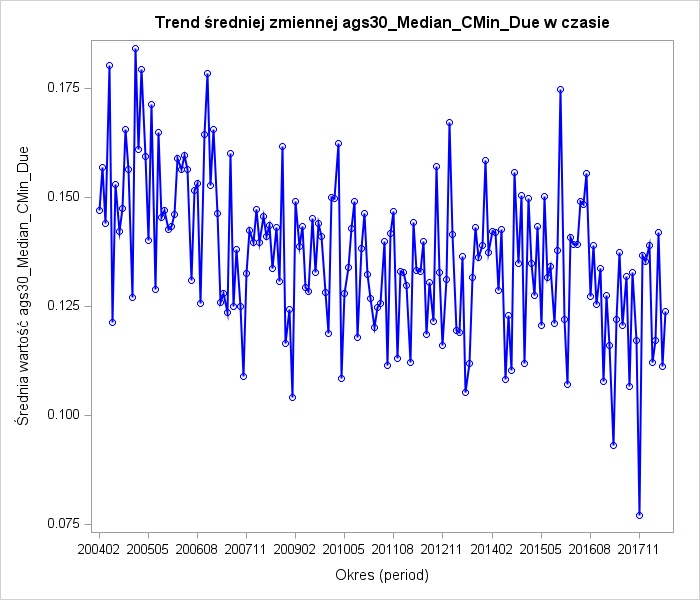 Trend średniej zmiennej ags30_Median_CMin_Due w czasie
Średnia wartość ags30_Median_CMin_Due
0.175
0.150
0.125
0.100
0.075
200402 200505 200608 200711 200902 201005 201108 201211 201402 201505 201608 201711
Okres (period)